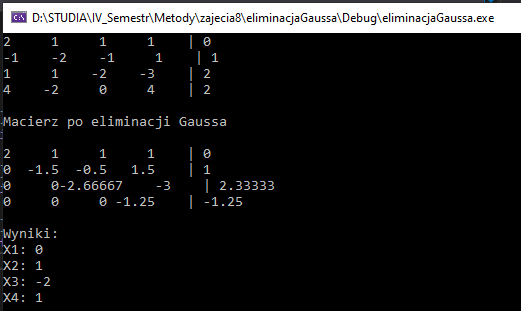 D:\STUDIA\IV_Semestr\Metody\zajecia8\eliminacjaGaussa\Debug\eliminacjaGaussa.exe
2    1    1    1    | 0
-1    -2    -1    1    | 1
1    1    -2    -3    | 2
4    -2    0    4    | 2
Macierz po eliminacji Gaussa
2    1    1    1    | 0
0  -1.5  -0.5   1.5    | 1
0     0-2.66667     -3    | 2.33333
0    0    0 -1.25    | -1.25
Wyniki:
X1: 0
X2: 1
X3: -2
X4: 1